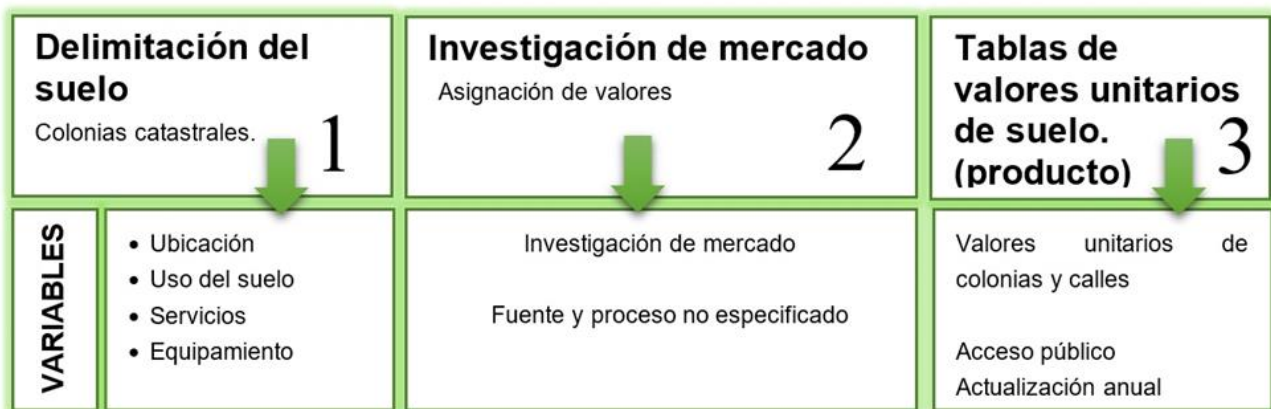 Delimitación del
suelo
Colonias catastrales.
1
Investigación de mercado
Asignación de valores
2
Tablas de
valores unitarios
de suelo.
(producto)
3
VARIABLES
• Ubicación
• Uso del suelo
• Servicios
• Equipamiento
Investigación de mercado
Fuente y proceso no especificado
Valores unitarios de
colonias y calles
Acceso público
Actualización anual